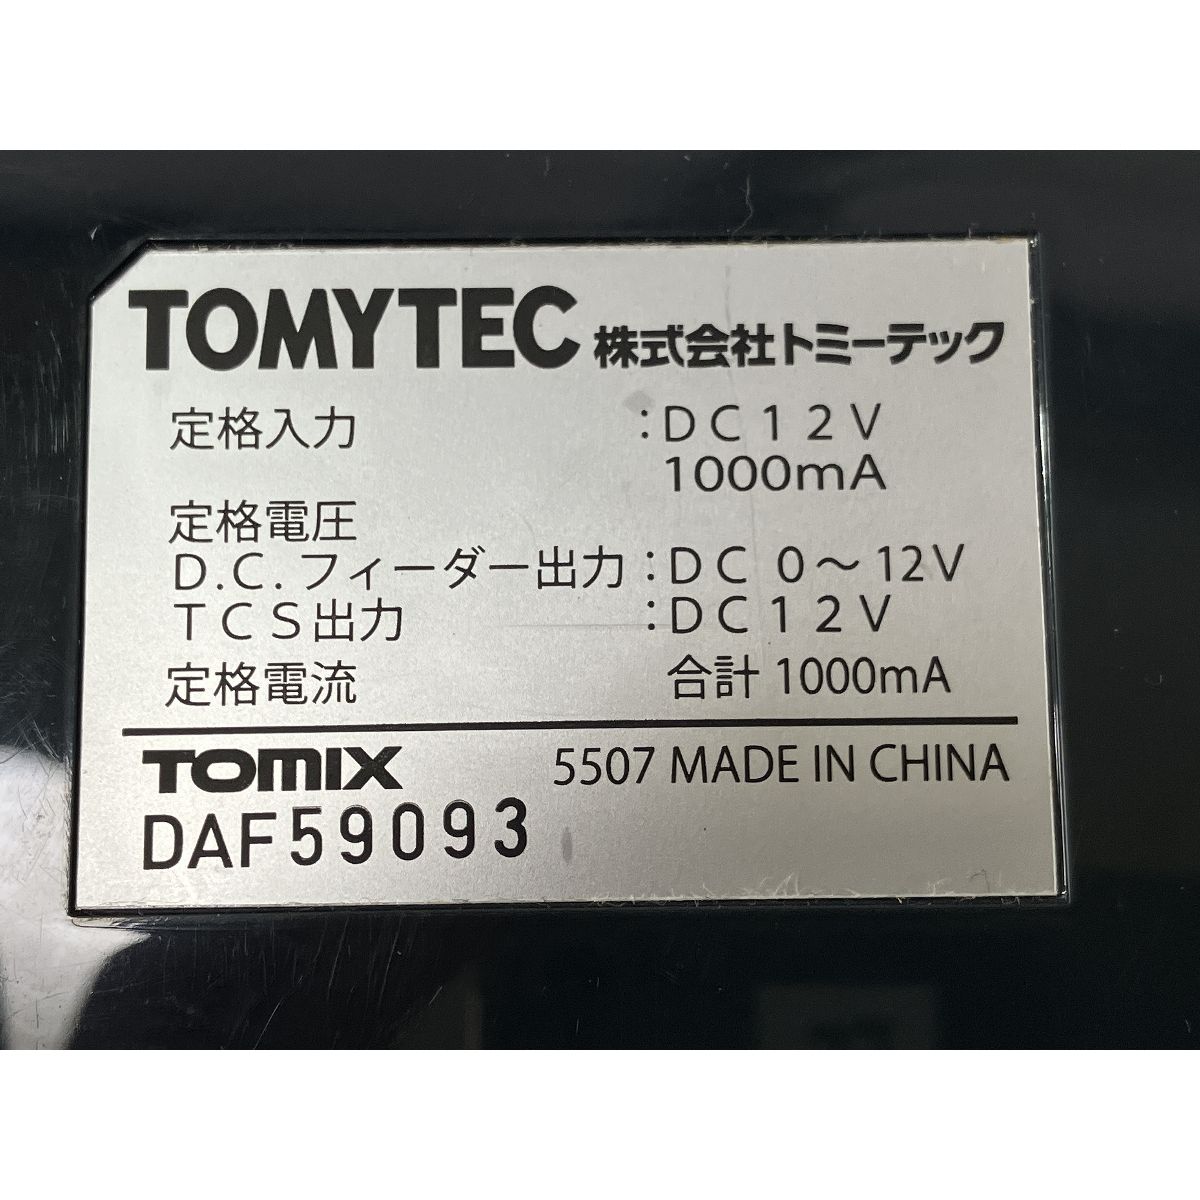 TOMYTEC 株式会社トミーテック
定格入力 :DC12V
1000mA
定格電圧
D.C.フィーダー出力:DC 0～12V
TCS出力 :DC12V
定格電流 合計 1000mA
TOMIX 5507 MADE IN CHINA
DAF59093